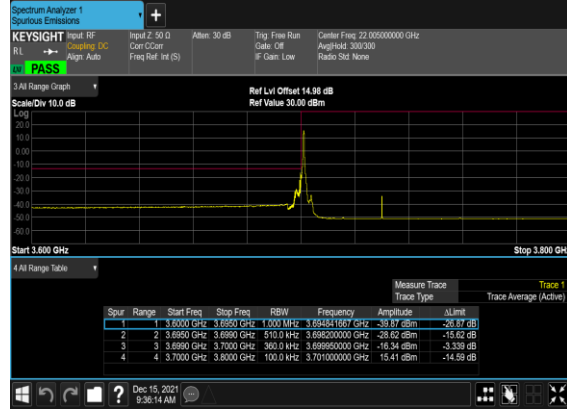 Spectrum Analyzer 1
Spurious Emissions
+
KEYSIGHT Input: RF Input Z: 50 Ω Atten: 30 dB Trig: Free Run Center Freq: 22.005000000 GHz
RL Coupling: DC Corr CCorr Gate: Off Avg|Hold: 300/300
Align: Auto Freq Ref: Int (S) IF Gain: Low Radio Std: None
PASS
3 All Range Graph
Ref Lvl Offset 14.98 dB
Scale/Div 10.0 dB Ref Value 30.00 dBm
Log
20.0
10.0
0.00
-10.0
-20.0
-30.0
-40.0
-50.0
-60.0
Start 3.600 GHz Stop 3.800 GHz
4 All Range Table
Measure Trace Trace 1
Trace Type Trace Average (Active)
Spur Range Start Freq Stop Freq RBW Frequency Amplitude ΔLimit
1 1 3.6000 GHz 3.6950 GHz 1.000 MHz 3.694841667 GHz -39.87 dBm -26.87 dB
2 2 3.6950 GHz 3.6990 GHz 510.0 kHz 3.698200000 GHz -28.62 dBm -15.62 dB
3 3 3.6990 GHz 3.7000 GHz 360.0 kHz 3.699950000 GHz -16.34 dBm -3.339 dB
4 4 3.7000 GHz 3.8000 GHz 100.0 kHz 3.701000000 GHz 15.41 dBm -14.59 dB
? Dec 15, 2021
9:36:14 AM